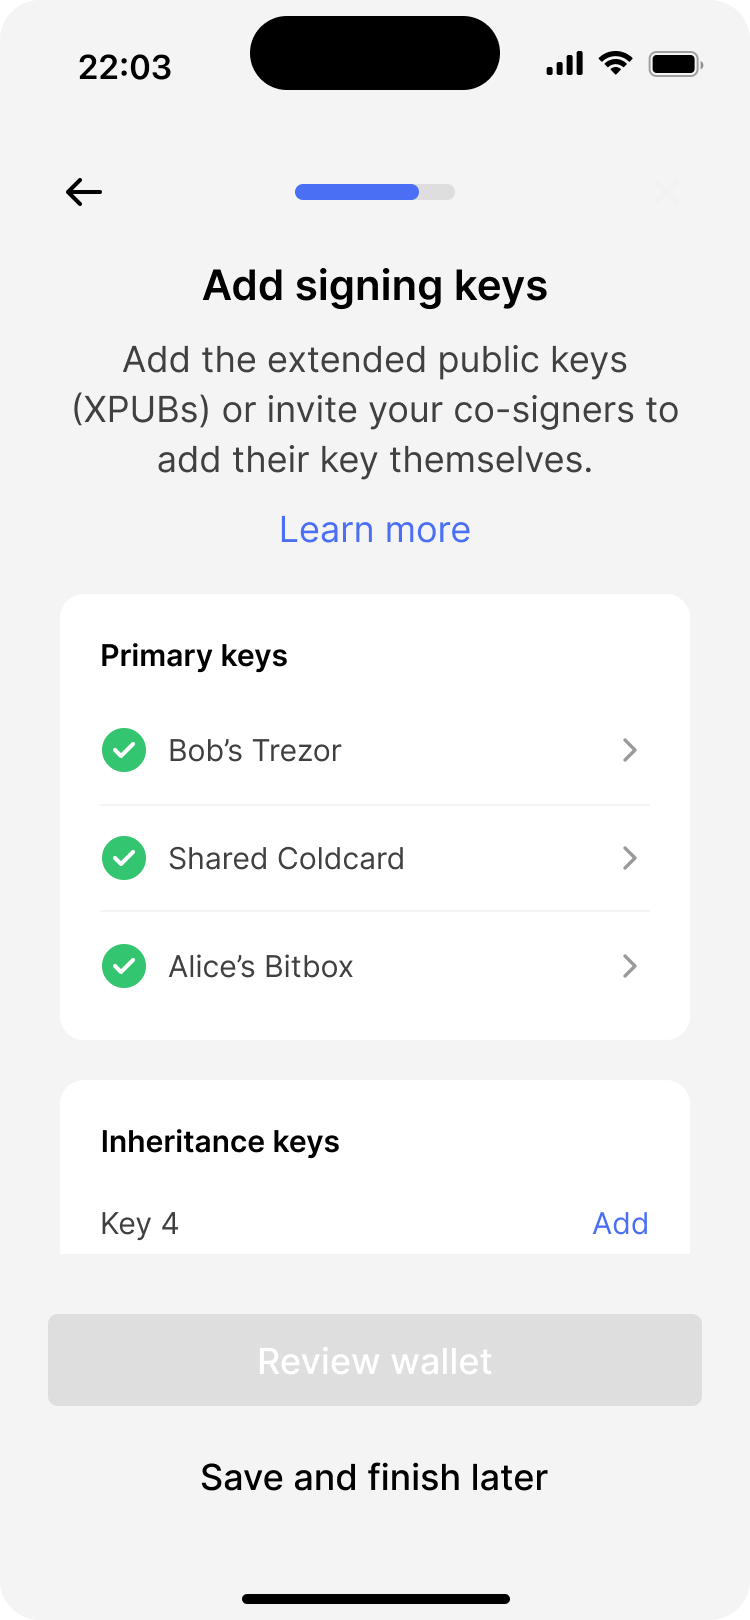 22:03
Add signing keys
Add the extended public keys
(XPUBs) or invite your co-signers to
add their key themselves.
Learn more
Primary keys
Bob’s Trezor
Shared Coldcard
Alice’s Bitbox
Inheritance keys
Key 4 Add
Review wallet
Save and finish later